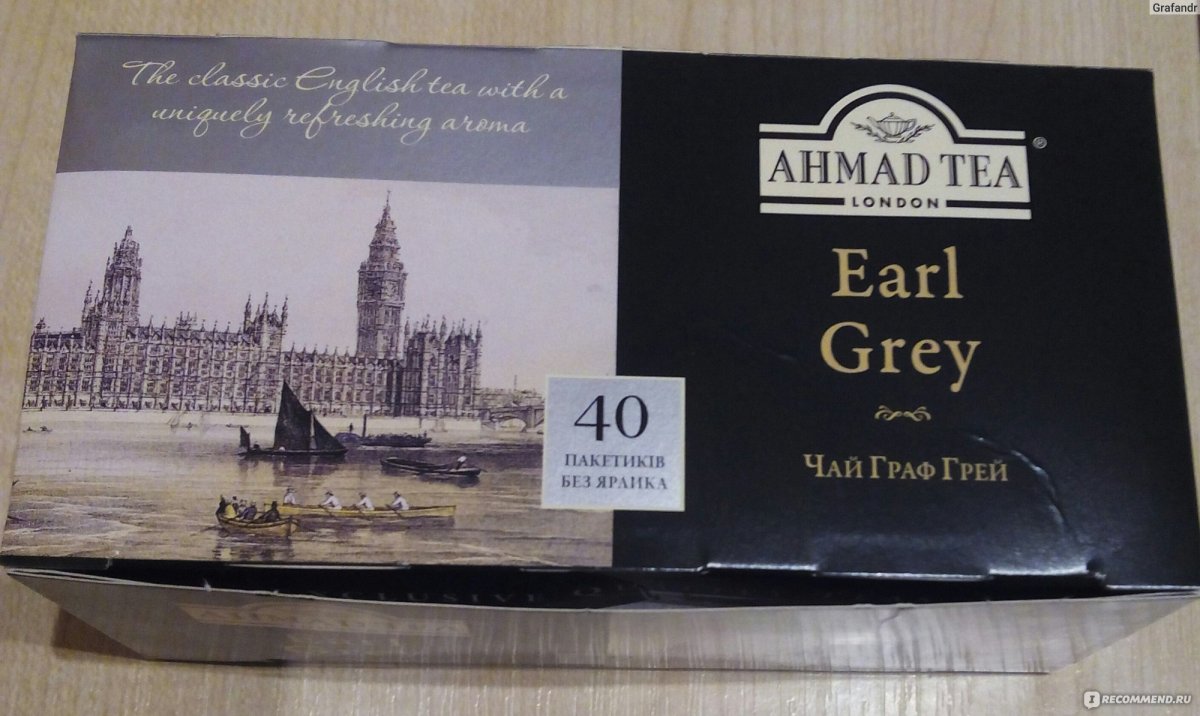 Grafandr
The classic English tea with a
uniquely refreshing aroma
AHMAD TEA
®
LONDON
Earl
Grey
ЧАЙ ГРАФ ГРЕЙ
40
ПАКЕТИКІВ
БЕЗ ЯРЛИКА
I RECOMMEND.RU